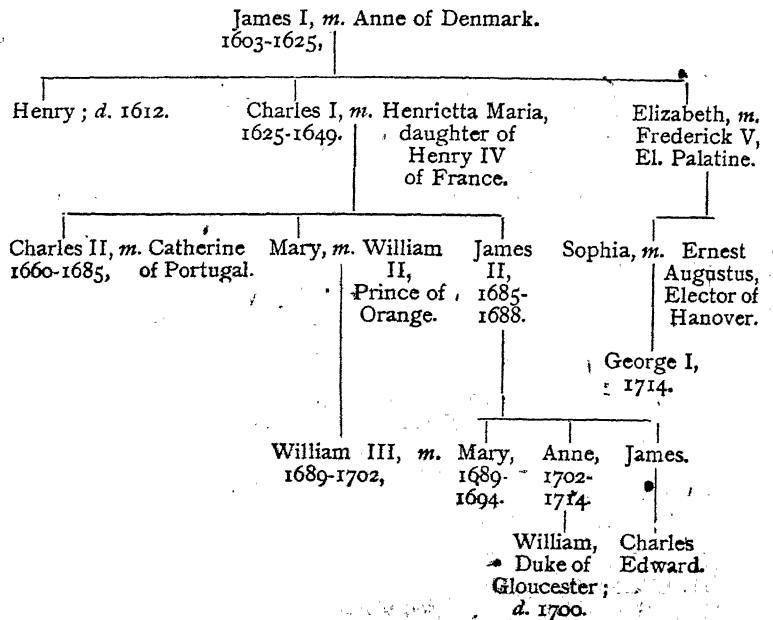 James I, m. Anne of Denmark.
1603-1625,
Henry ; d. 1612.
Charles I, m. Henrietta Maria,
1625-1649. daughter of
Henry IV
of France.
Elizabeth, m.
Frederick V,
El. Palatine.
Charles II, m. Catherine
1660-1685, of Portugal.
Mary, m. William
II,
Prince of
Orange.
James
II,
1685-
1688.
Sophia, m. Ernest
Augustus,
Elector of
Hanover.
George I,
1714.
William III, m. Mary,
1689-1702, 1689-
1694.
Anne,
1702-
1714.
James.
William,
Duke of
Gloucester ;
d. 1700.
Charles
Edward.